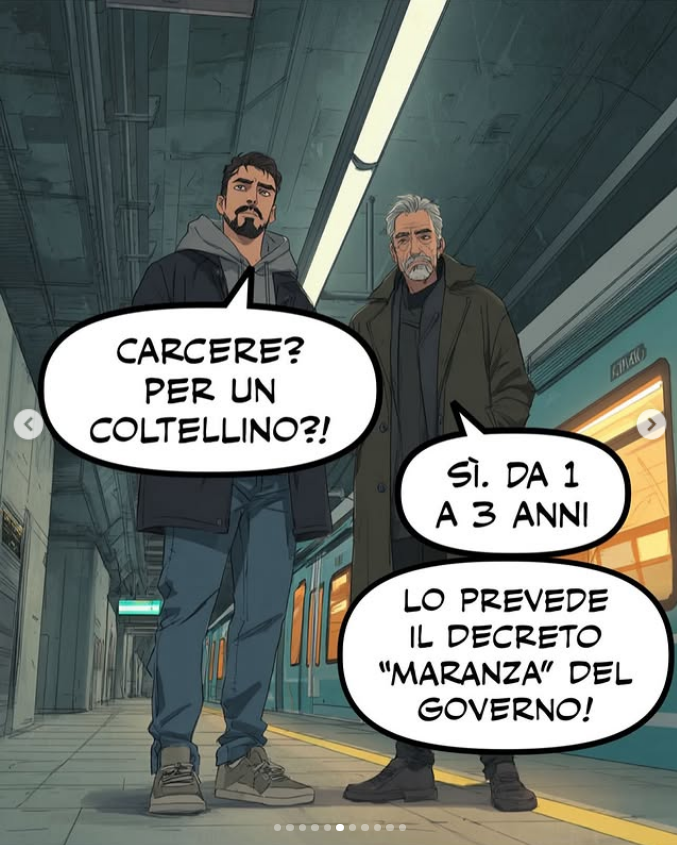 CARCERE?
PER UN
COLTELLINO?!
SÌ. DA 1
A 3 ANNI
LO PREVEDE
IL DECRETO
“MARANZA” DEL
GOVERNO!